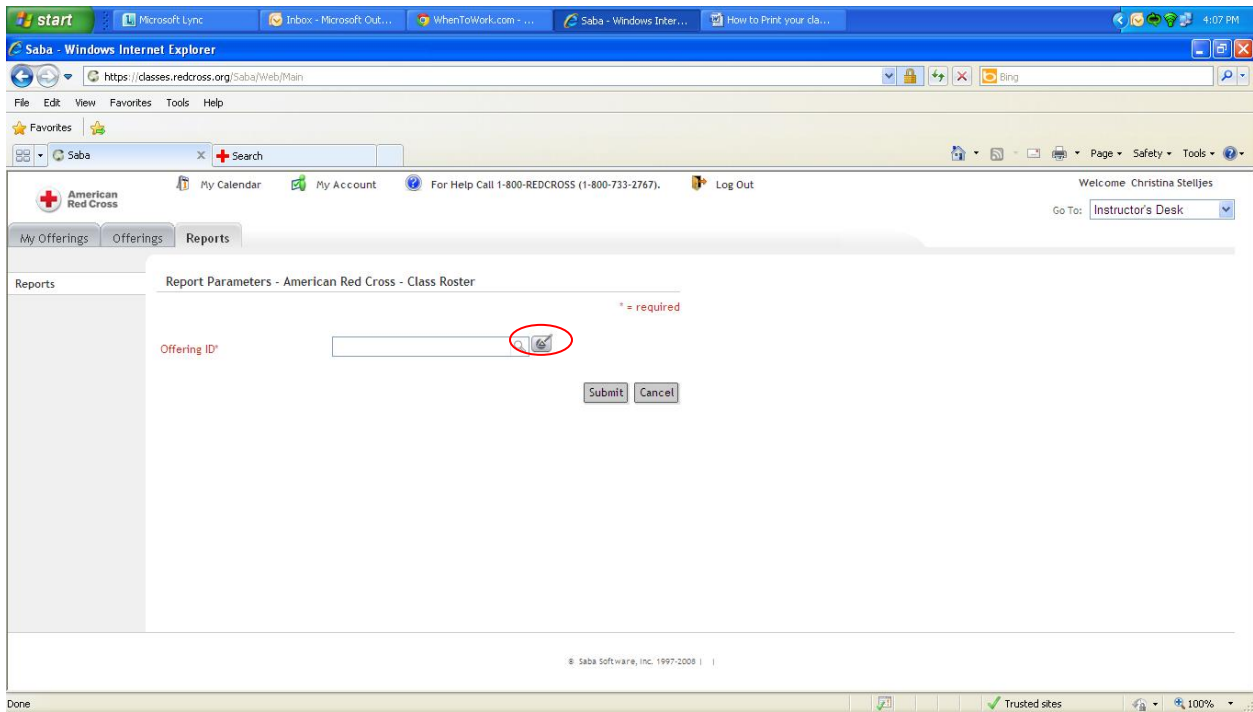 start Microsoft Lync Inbox - Microsoft Out... WhenToWork.com - ... Saba - Windows Inter... How to Print your cla... 4:07 PM
Saba - Windows Internet Explorer
https://classes.redcross.org/Saba/Web/Main Bing
File Edit View Favorites Tools Help
Favorites
Saba X Search Page Safety Tools
American Red Cross My Calendar My Account For Help Call 1-800-REDCROSS (1-800-733-2767). Log Out Welcome Christina Stelljes
Go To: Instructor's Desk
My Offerings Offerings Reports
Reports Report Parameters - American Red Cross - Class Roster
* = required
Offering ID*
Submit Cancel
© Saba Software, Inc. 1997-2008 | |
Done Trusted sites 100%